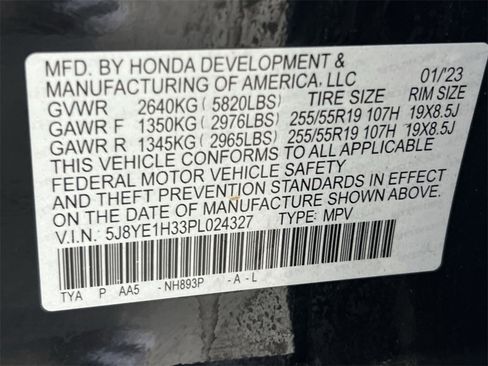 MFD. BY HONDA DEVELOPMENT &
MANUFACTURING OF AMERICA, LLC 01/'23
GVWR 2640KG ( 5820LBS) TIRE SIZE RIM SIZE
GAWR F 1350KG ( 2976LBS) 255/55R19 107H 19X8.5J
GAWR R 1345KG ( 2965LBS) 255/55R19 107H 19X8.5J
THIS VEHICLE CONFORMS TO ALL APPLICABLE
FEDERAL MOTOR VEHICLE SAFETY
AND THEFT PREVENTION STANDARDS IN EFFECT
ON THE DATE OF MANUFACTURE SHOWN ABOVE.
V.I.N. 5J8YE1H33PL024327 TYPE: MPV
TYA P AA5 - NH893P - A - L